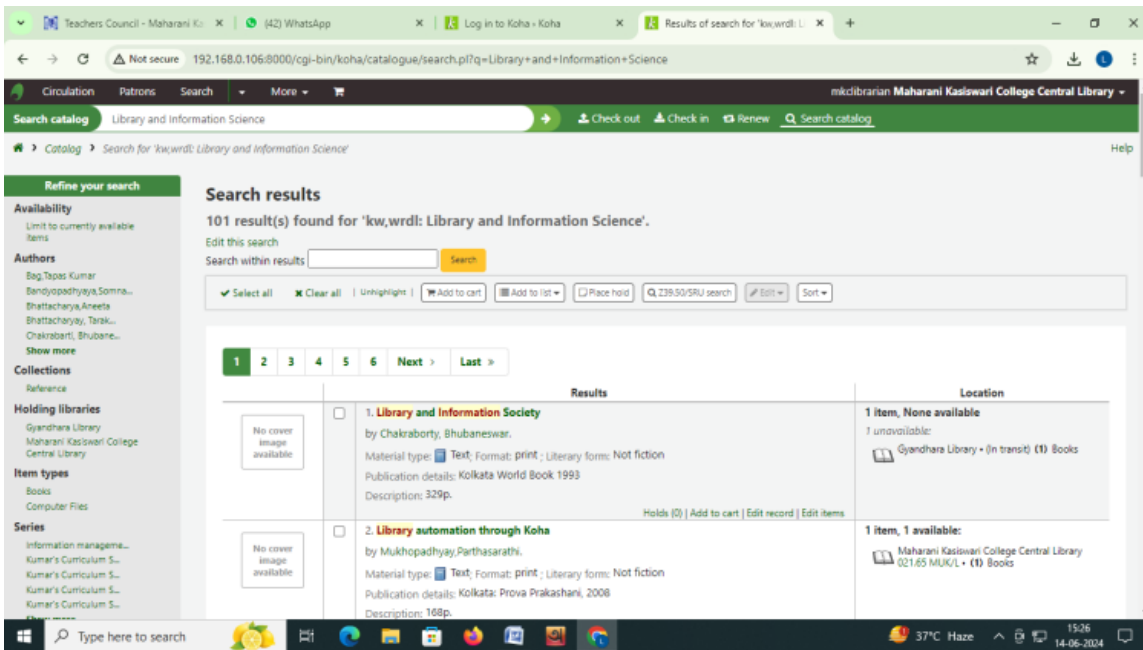 Teachers Council - Maharani Ka
(42) WhatsApp
Log in to Koha › Koha
Results of search for 'kw,wrdl: Li
Not secure 192.168.0.106:8000/cgi-bin/koha/catalogue/search.pl?q=Library+and+Information+Science
L
Circulation Patrons Search More mkclibrarian Maharani Kasiswari College Central Library
Search catalog Library and Information Science Check out Check in Renew Search catalog
Catalog Search for 'kw,wrdl: Library and Information Science' Help
Refine your search
Availability
Limit to currently available
items
Authors
Bag,Tapas Kumar
Bandyopadhyaya,Somna...
Bhattacharya,Aneeta
Bhattacharyay, Tarak...
Chakrabarti, Bhubane...
Show more
Collections
Reference
Holding libraries
Gyandhara Library
Maharani Kasiswari College
Central Library
Item types
Books
Computer Files
Series
Information manageme...
Kumar's Curriculum S...
Kumar's Curriculum S...
Kumar's Curriculum S...
Kumar's Curriculum S...
Show more
Search results
101 result(s) found for 'kw,wrdl: Library and Information Science'.
Edit this search
Search within results Search
Select all Clear all | Unhighlight | Add to cart Add to list Place hold Z39.50/SRU search Edit Sort
1 2 3 4 5 6 Next › Last »
Results Location
No cover
image
available
1. Library and Information Society
by Chakraborty, Bhubaneswar.
Material type: Text; Format: print ; Literary form: Not fiction
Publication details: Kolkata World Book 1993
Description: 329p.
Holds (0) | Add to cart | Edit record | Edit items
1 item, None available
1 unavailable:
Gyandhara Library • (In transit) (1) Books
No cover
image
available
2. Library automation through Koha
by Mukhopadhyay,Parthasarathi.
Material type: Text; Format: print ; Literary form: Not fiction
Publication details: Kolkata: Prova Prakashani, 2008
Description: 168p.
1 item, 1 available:
Maharani Kasiswari College Central Library
021.65 MUK/L • (1) Books
Type here to search
37°C Haze
15:26
14-06-2024